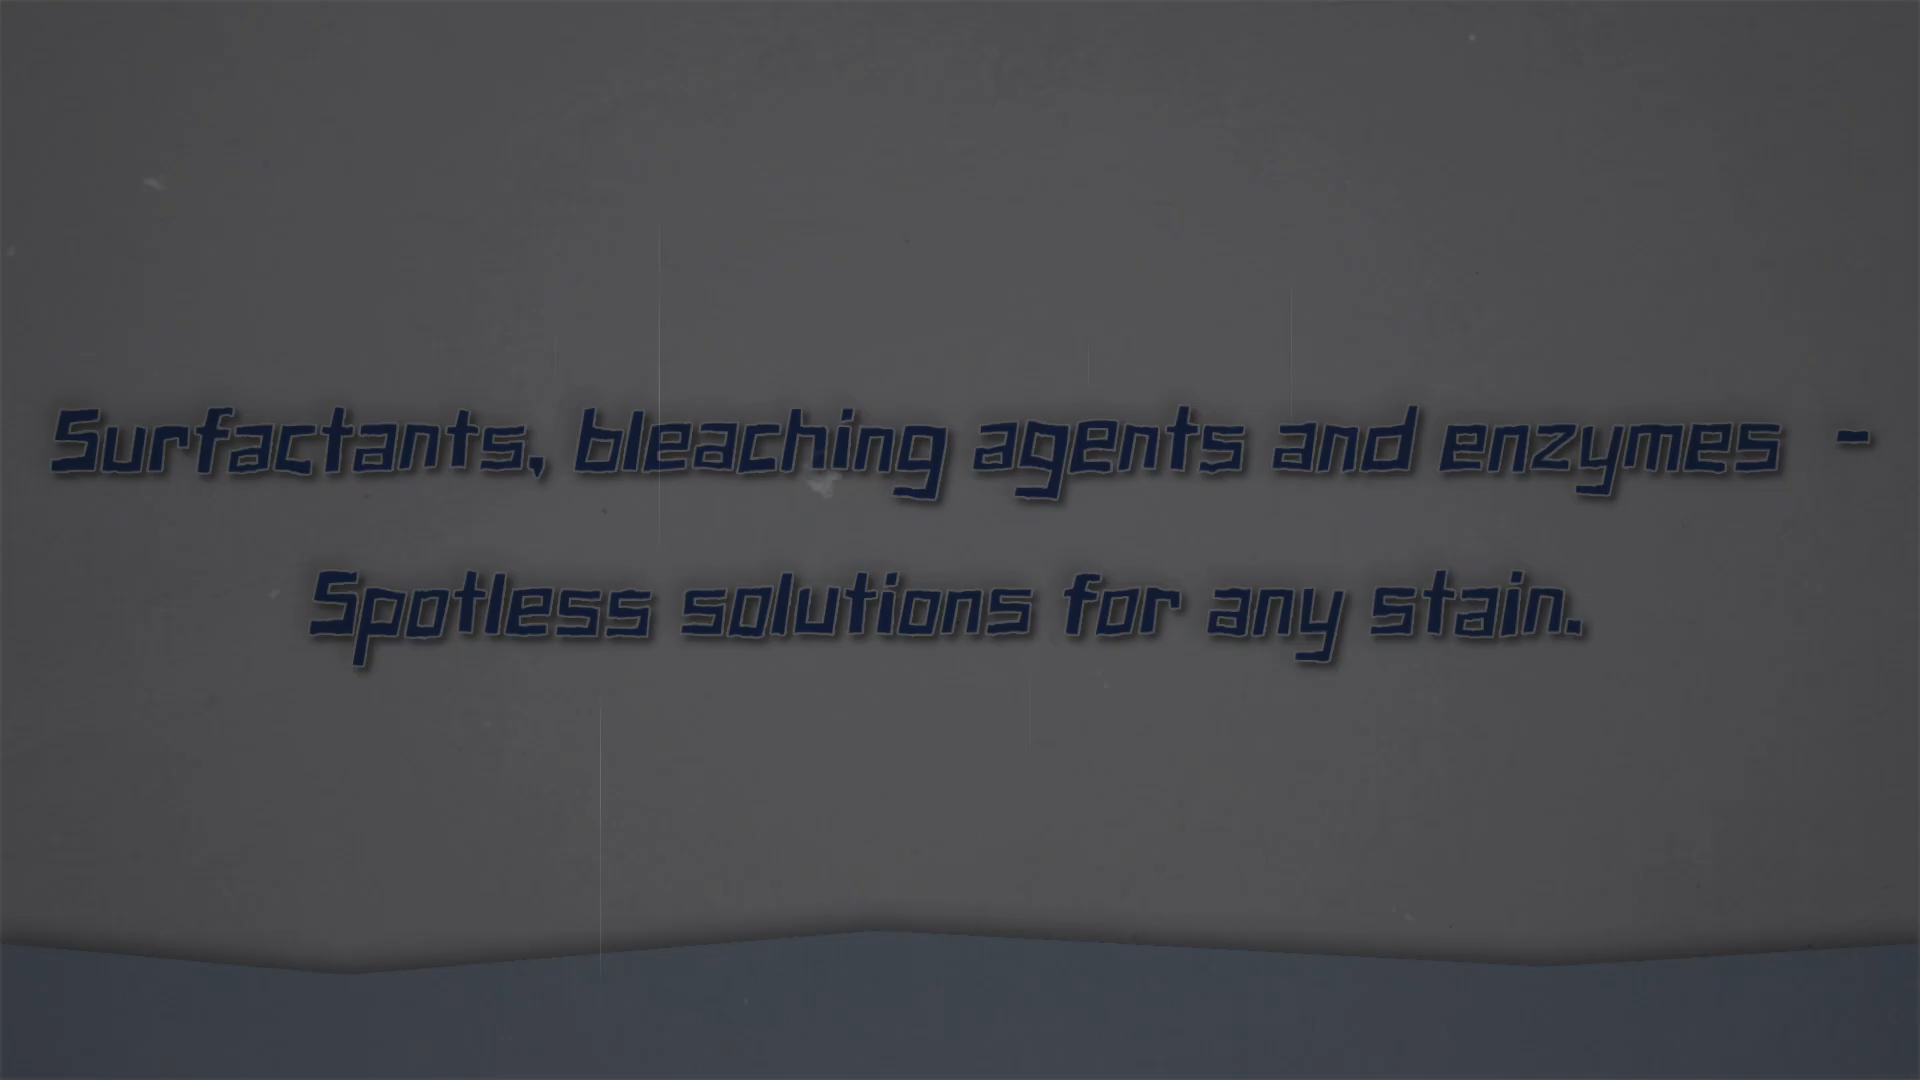 Surfactants, bleaching agents and enzymes -
Spotless solutions for any stain.